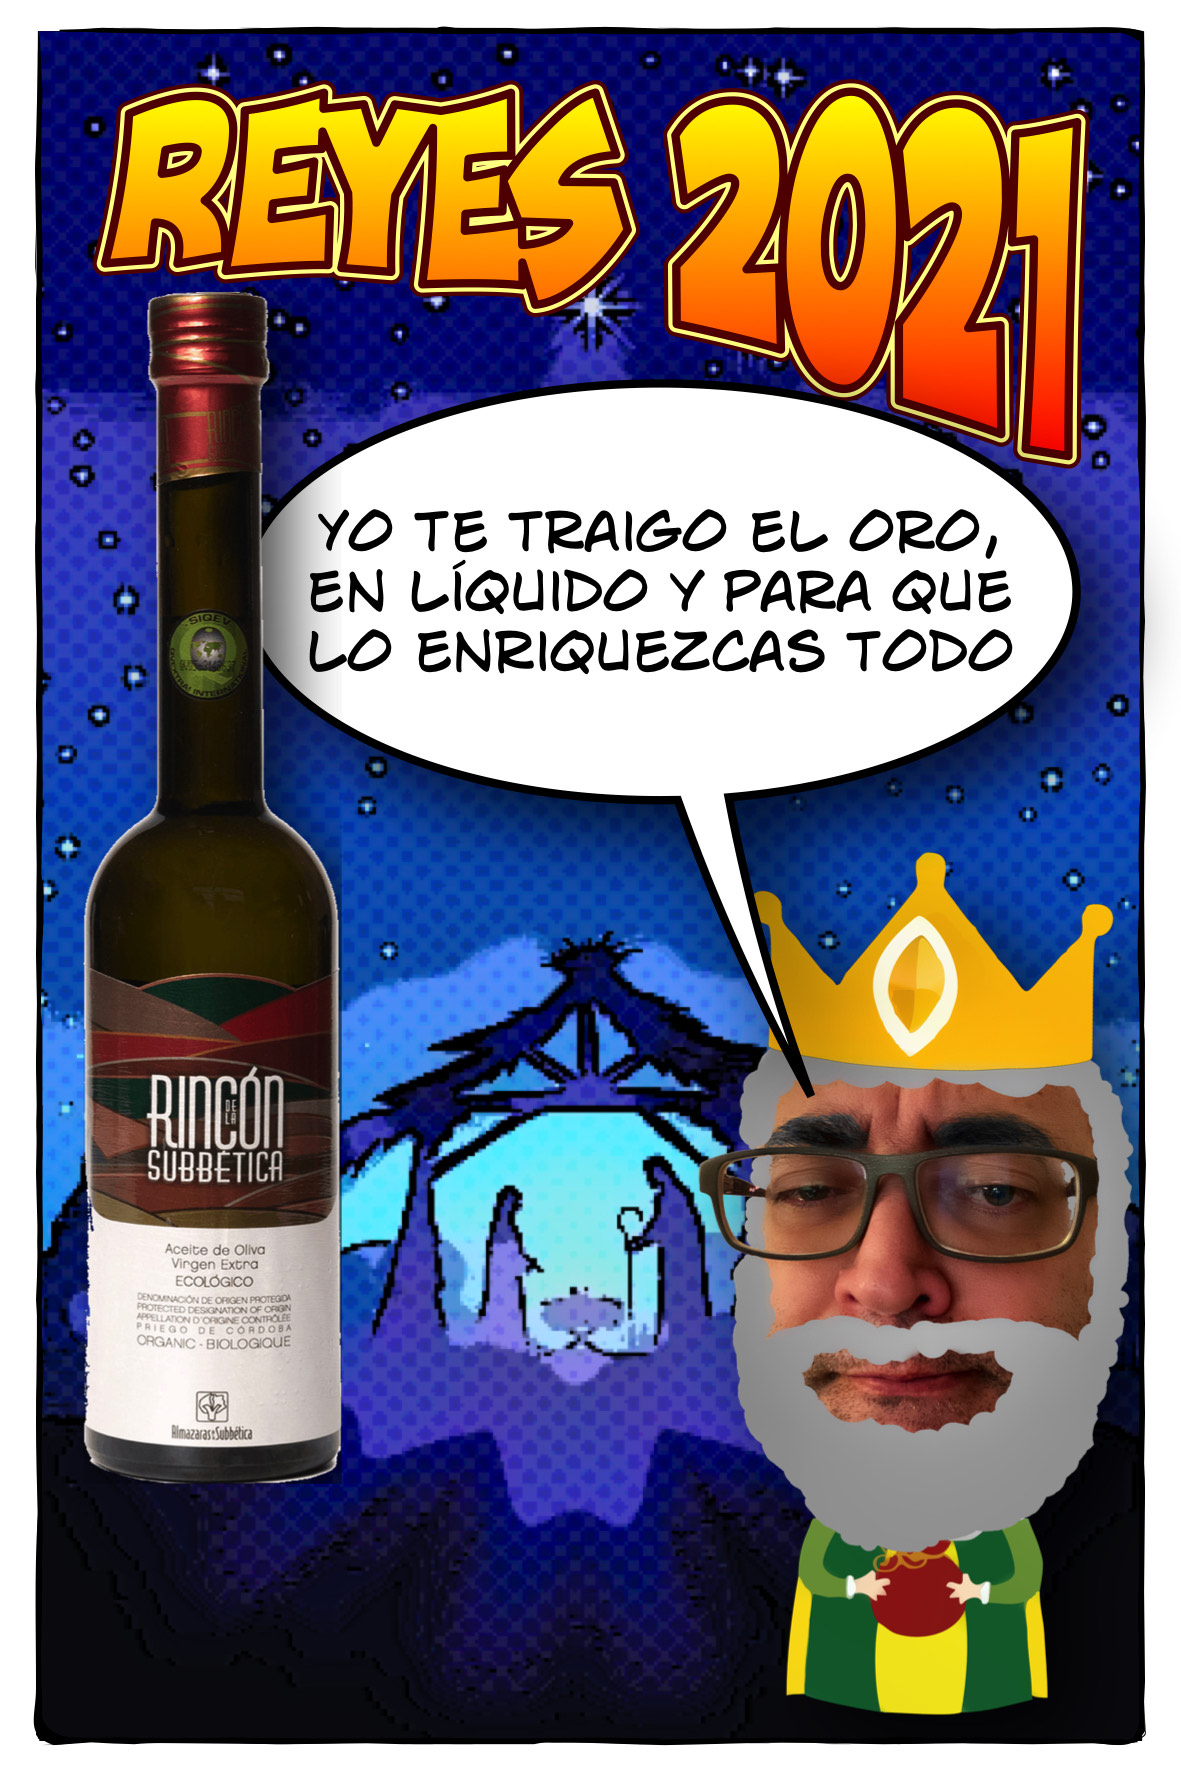 REYES 2021
YO TE TRAIGO EL ORO,
EN LÍQUIDO Y PARA QUE
LO ENRIQUEZCAS TODO
SIQEV
RINCÓN
DE LA
SUBBÉTICA
Aceite de Oliva
Virgen Extra
ECOLÓGICO
DENOMINACIÓN DE ORIGEN PROTEGIDA
PROTECTED DESIGNATION OF ORIGIN
APPELLATION D'ORIGINE CONTRÔLÉE
PRIEGO DE CÓRDOBA
ORGANIC - BIOLOGIQUE
Almazaras de la Subbética